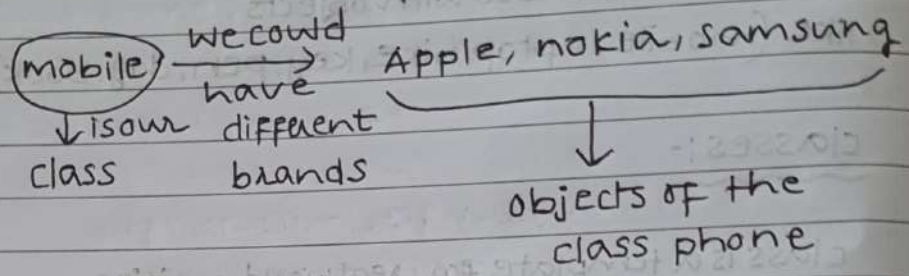 we could
mobile → Apple, nokia, samsung
have
↓ is our different
class brands
↓
objects of the
class phone